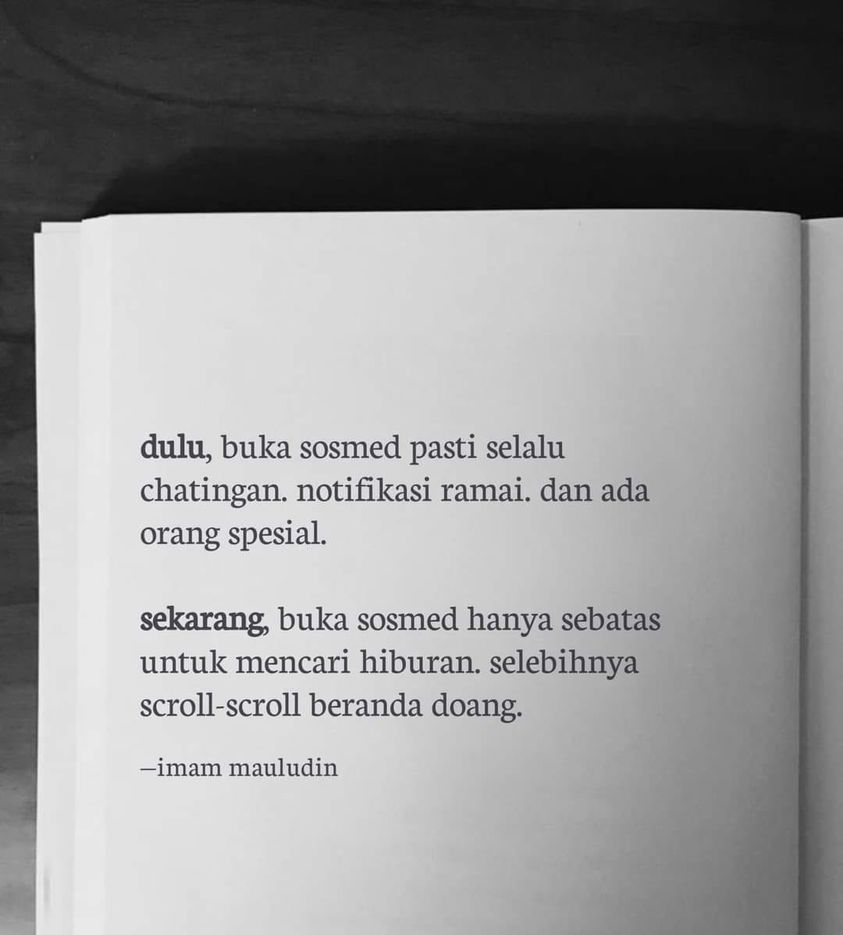 dulu, buka sosmed pasti selalu
chatingan. notifikasi ramai. dan ada
orang spesial.
sekarang, buka sosmed hanya sebatas
untuk mencari hiburan. selebihnya
scroll-scroll beranda doang.
—imam mauludin